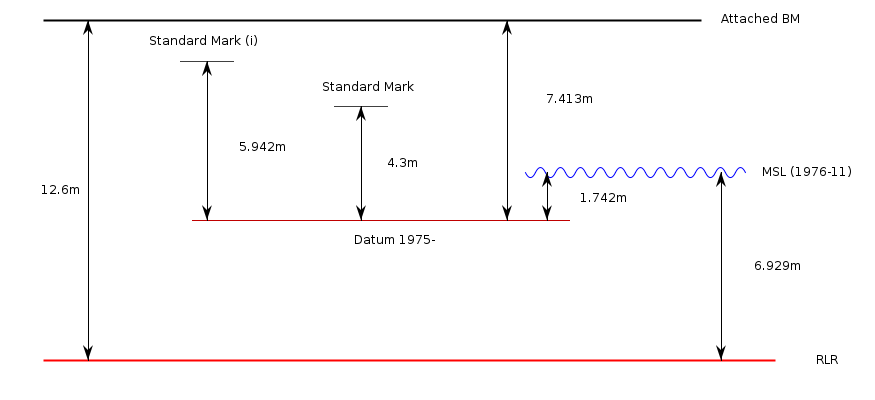 Attached BM
Standard Mark (i)
Standard Mark
7.413m
5.942m
4.3m
MSL (1976-11)
12.6m
1.742m
Datum 1975-
6.929m
RLR